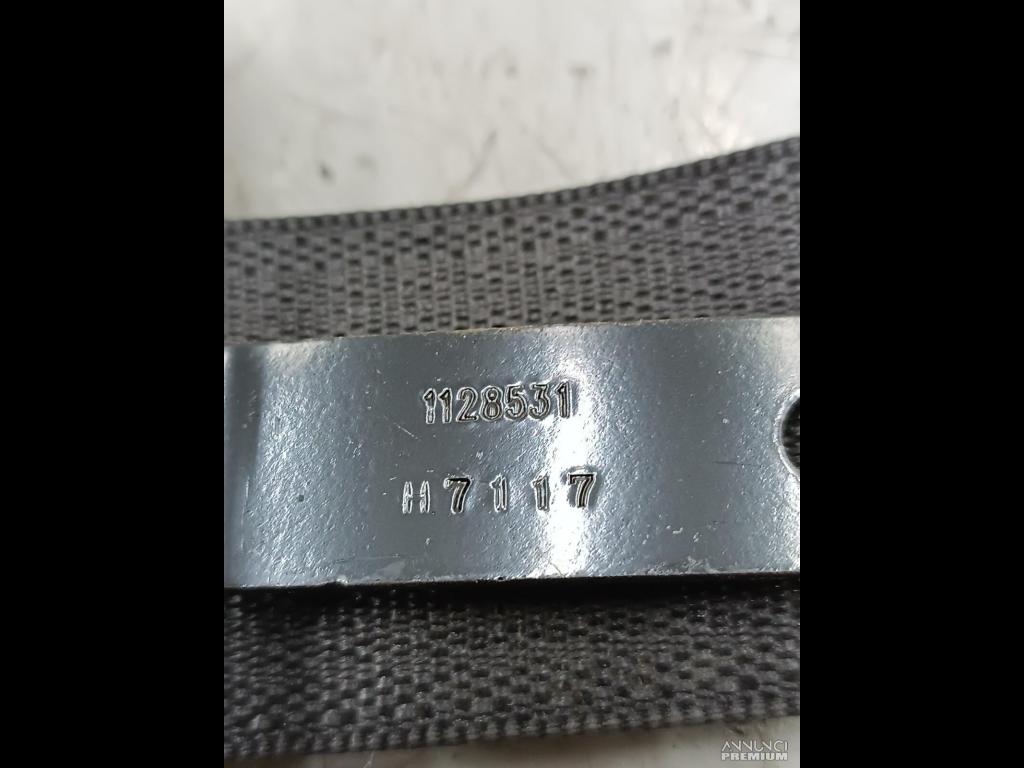 1128531
H7117
ANNUNCI
PREMIUM